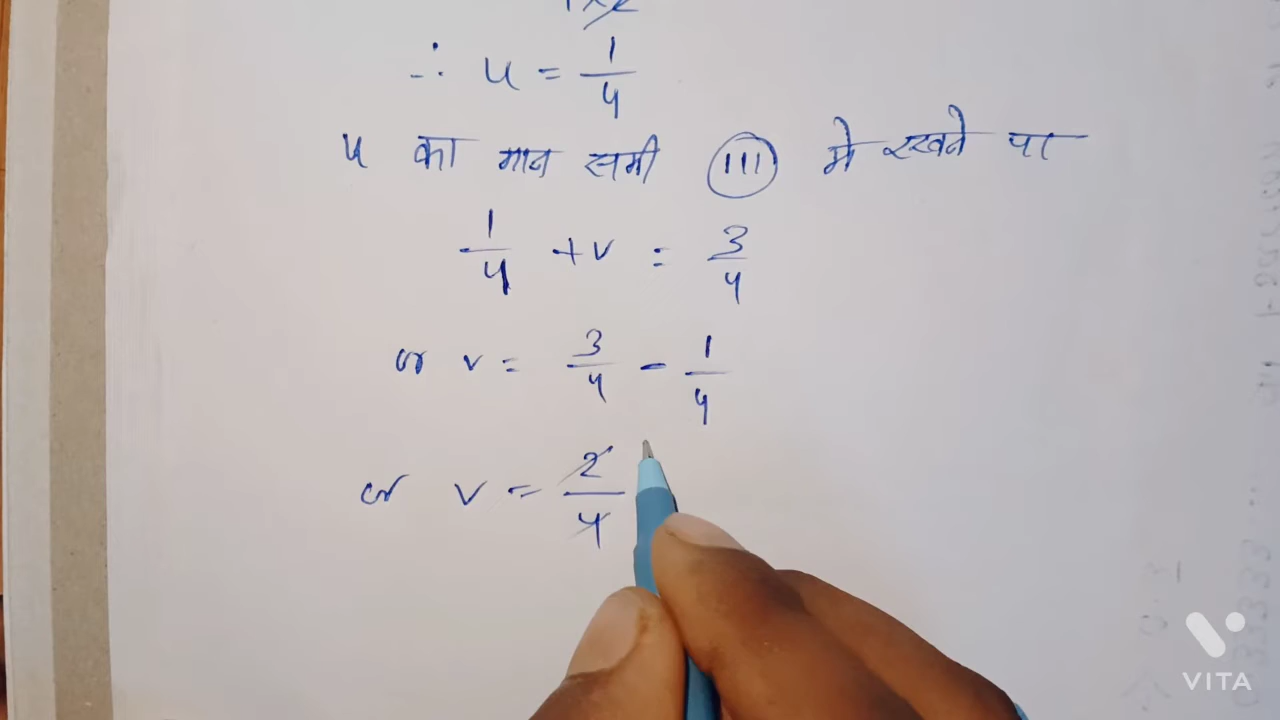 ∴ u = 1/4
u का मान समी (III) मे रखने पर
1/4 + v = 3/4
or v = 3/4 - 1/4
or v = 2/4
VITA